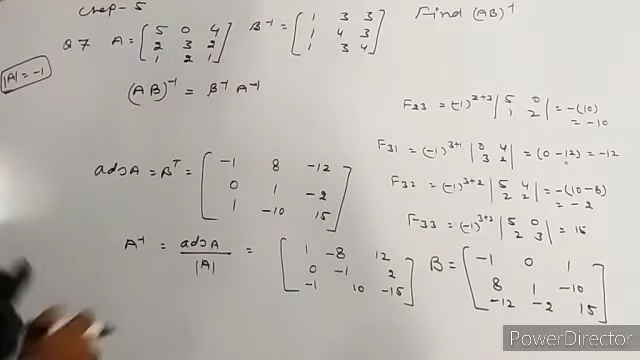 Chep-5
Find (AB)⁻¹
Q7 A = [5 0 4; 2 3 2; 1 2 1] B⁻¹ = [1 3 3; 1 4 3; 1 3 4]
|A| = -1
(AB)⁻¹ = B⁻¹ A⁻¹
F23 = (-1)²⁺³ |5 0; 1 2| = -(10)
= -10
F31 = (-1)³⁺¹ |0 4; 3 2| = (0-12) = -12
F32 = (-1)³⁺² |5 4; 2 2| = -(10-8)
= -2
F33 = (-1)³⁺³ |5 0; 2 3| = 15
adJA = Bᵀ = [-1 8 -12; 0 1 -2; 1 -10 15]
A⁻¹ = adJA / |A| = [1 -8 12; 0 -1 2; -1 10 -15]
B = [-1 0 1; 8 1 -10; -12 -2 15]
PowerDirector